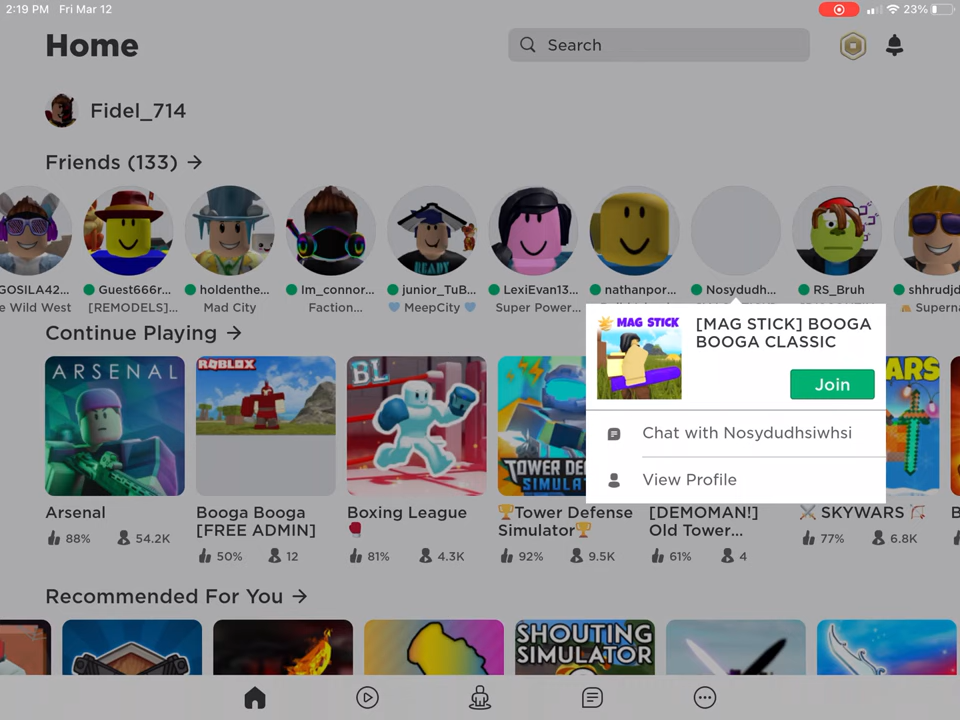 2:19 PM Fri Mar 12
23%
Home
Search
Fidel_714
Friends (133) →
GOSILA42...
Guest666r...
holdenthe...
Im_connor...
junior_TuB...
LexiEvan13...
nathanpor...
Nosydudh...
RS_Bruh
shhrudjd
e Wild West
[REMODELS]...
Mad City
Faction...
💙 MeepCity 💙
Super Power...
Superna
READY
MAG STICK
[MAG STICK] BOOGA
BOOGA CLASSIC
Join
Chat with Nosydudhsiwhsi
View Profile
Continue Playing →
ARSENAL
ROBLOX
BL
TOWER DE
SIMULAT
ARS
Arsenal
Booga Booga
[FREE ADMIN]
Boxing League
🥊
🏆Tower Defense
Simulator🏆
[DEMOMAN!]
Old Tower...
⚔️ SKYWARS 🏹
B
88% 54.2K
50% 12
81% 4.3K
92% 9.5K
61% 4
77% 6.8K
Recommended For You →
SHOUTING
SIMULATOR